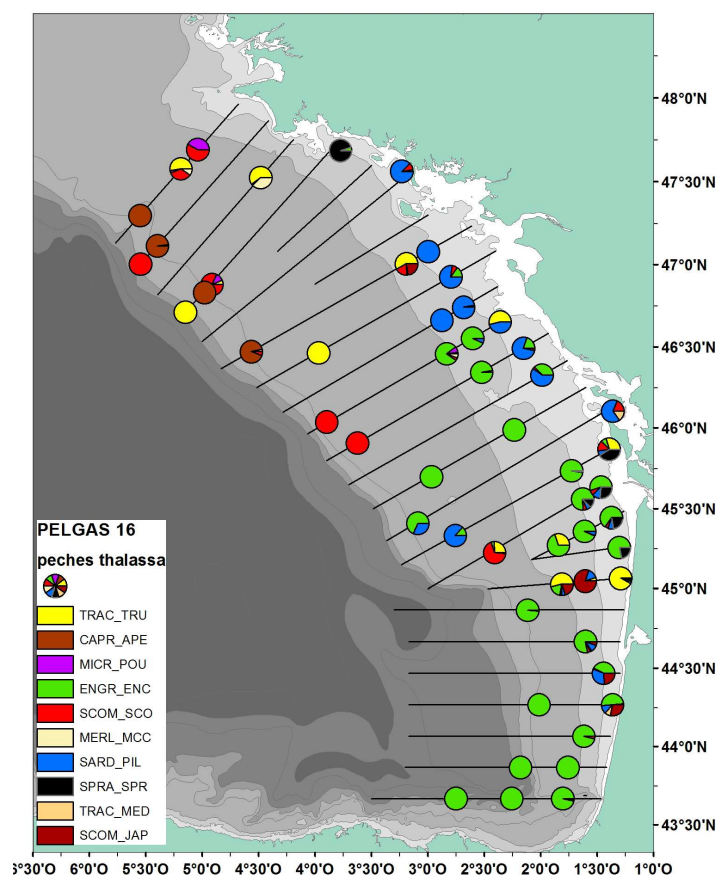 48°0'O
47°30'O
47°0'O
46°30'O
46°0'O
45°30'O
45°0'O
44°30'O
44°0'O
43°30'O
PELGAS 16
peches thalassa
TRAC_TRU
CAPR_APE
MICR_POU
ENGR_ENC
SCOM_SCO
MERL_MCC
SARD_PIL
SPRA_SPR
TRAC_MED
SCOM_JAP
6°0'O 5°30'O 5°0'O 4°30'O 4°0'O 3°30'O 3°0'O 2°30'O 2°0'O 1°30'O 1°0'O